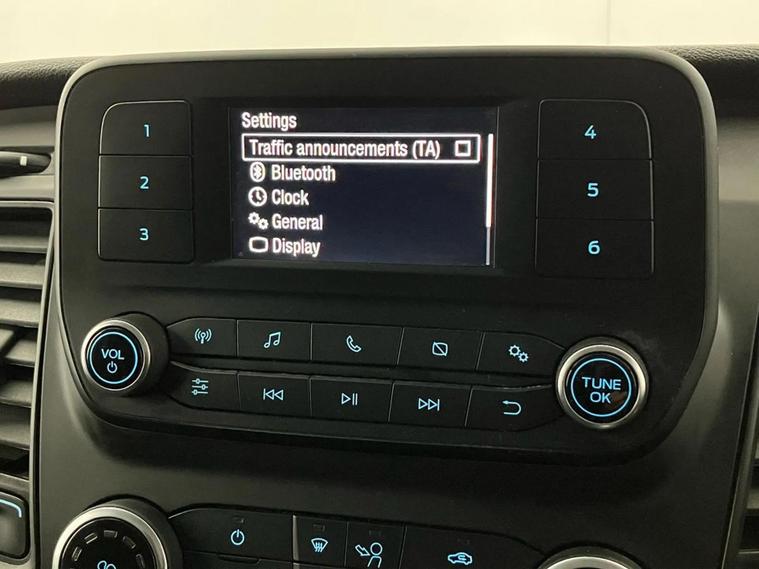 Settings
Traffic announcements (TA)
Bluetooth
Clock
General
Display
1
2
3
4
5
6
VOL
TUNE
OK